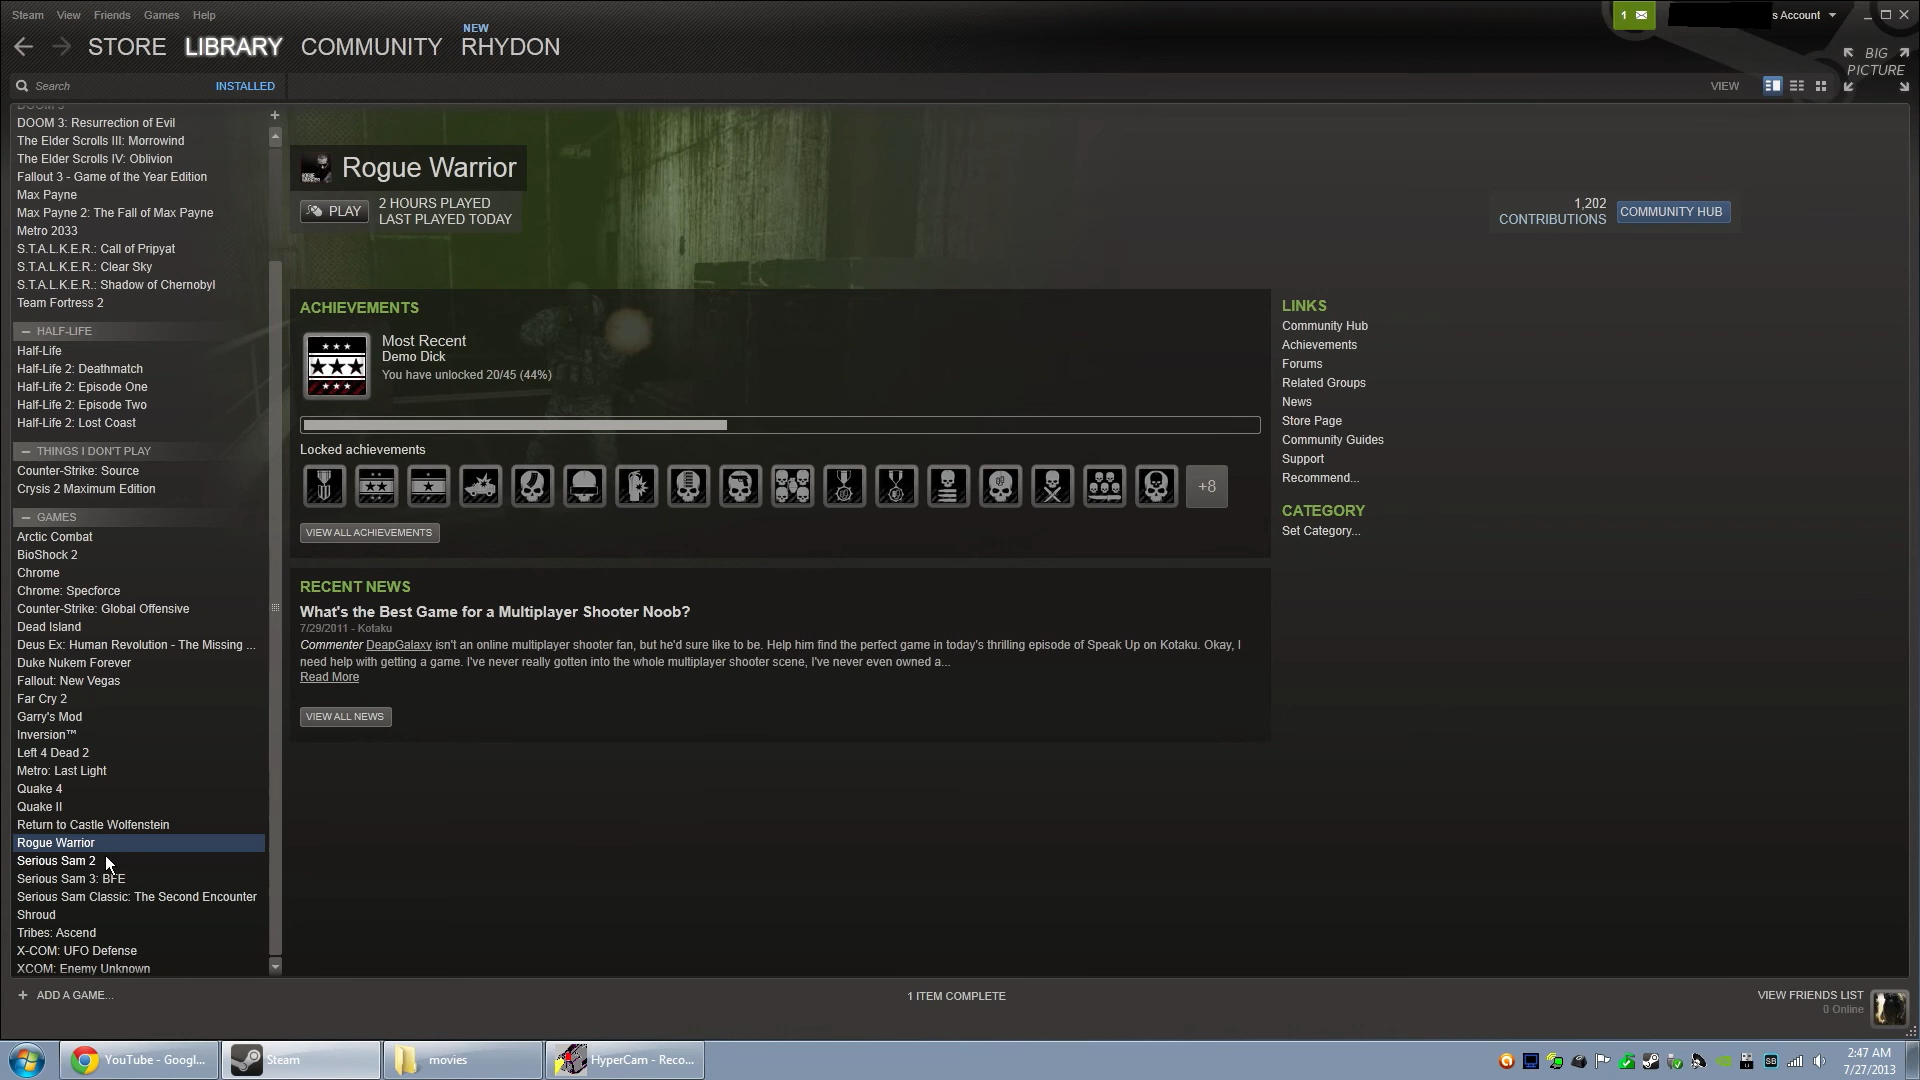 Steam View Friends Games Help
1 s Account
STORE LIBRARY COMMUNITY NEW RHYDON
BIG PICTURE
Search INSTALLED VIEW
DOOM 3
DOOM 3: Resurrection of Evil
The Elder Scrolls III: Morrowind
The Elder Scrolls IV: Oblivion
Fallout 3 - Game of the Year Edition
Max Payne
Max Payne 2: The Fall of Max Payne
Metro 2033
S.T.A.L.K.E.R.: Call of Pripyat
S.T.A.L.K.E.R.: Clear Sky
S.T.A.L.K.E.R.: Shadow of Chernobyl
Team Fortress 2
HALF-LIFE
Half-Life
Half-Life 2: Deathmatch
Half-Life 2: Episode One
Half-Life 2: Episode Two
Half-Life 2: Lost Coast
THINGS I DON'T PLAY
Counter-Strike: Source
Crysis 2 Maximum Edition
GAMES
Arctic Combat
BioShock 2
Chrome
Chrome: Specforce
Counter-Strike: Global Offensive
Dead Island
Deus Ex: Human Revolution - The Missing ...
Duke Nukem Forever
Fallout: New Vegas
Far Cry 2
Garry's Mod
Inversion™
Left 4 Dead 2
Metro: Last Light
Quake 4
Quake II
Return to Castle Wolfenstein
Rogue Warrior
Serious Sam 2
Serious Sam 3: BFE
Serious Sam Classic: The Second Encounter
Shroud
Tribes: Ascend
X-COM: UFO Defense
XCOM: Enemy Unknown
Rogue Warrior
PLAY
2 HOURS PLAYED
LAST PLAYED TODAY
1,202
CONTRIBUTIONS
COMMUNITY HUB
ACHIEVEMENTS
Most Recent
Demo Dick
You have unlocked 20/45 (44%)
Locked achievements
+8
VIEW ALL ACHIEVEMENTS
RECENT NEWS
What's the Best Game for a Multiplayer Shooter Noob?
7/29/2011 - Kotaku
Commenter DeapGalaxy isn't an online multiplayer shooter fan, but he'd sure like to be. Help him find the perfect game in today's thrilling episode of Speak Up on Kotaku. Okay, I
need help with getting a game. I've never really gotten into the whole multiplayer shooter scene, I've never even owned a...
Read More
VIEW ALL NEWS
LINKS
Community Hub
Achievements
Forums
Related Groups
News
Store Page
Community Guides
Support
Recommend...
CATEGORY
Set Category...
+ ADD A GAME...
1 ITEM COMPLETE
VIEW FRIENDS LIST
0 Online
YouTube - Googl...
Steam
movies
HyperCam - Reco...
2:47 AM
7/27/2013